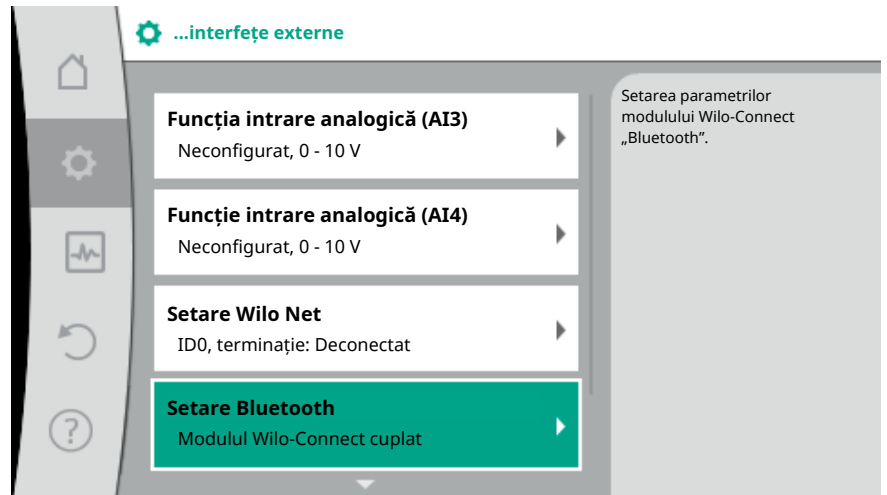 ...interfețe externe
Funcția intrare analogică (AI3)
Neconfigurat, 0 - 10 V
Funcție intrare analogică (AI4)
Neconfigurat, 0 - 10 V
Setare Wilo Net
ID0, terminație: Deconectat
Setare Bluetooth
Modulul Wilo-Connect cuplat
Setarea parametrilor
modulului Wilo-Connect
„Bluetooth”.